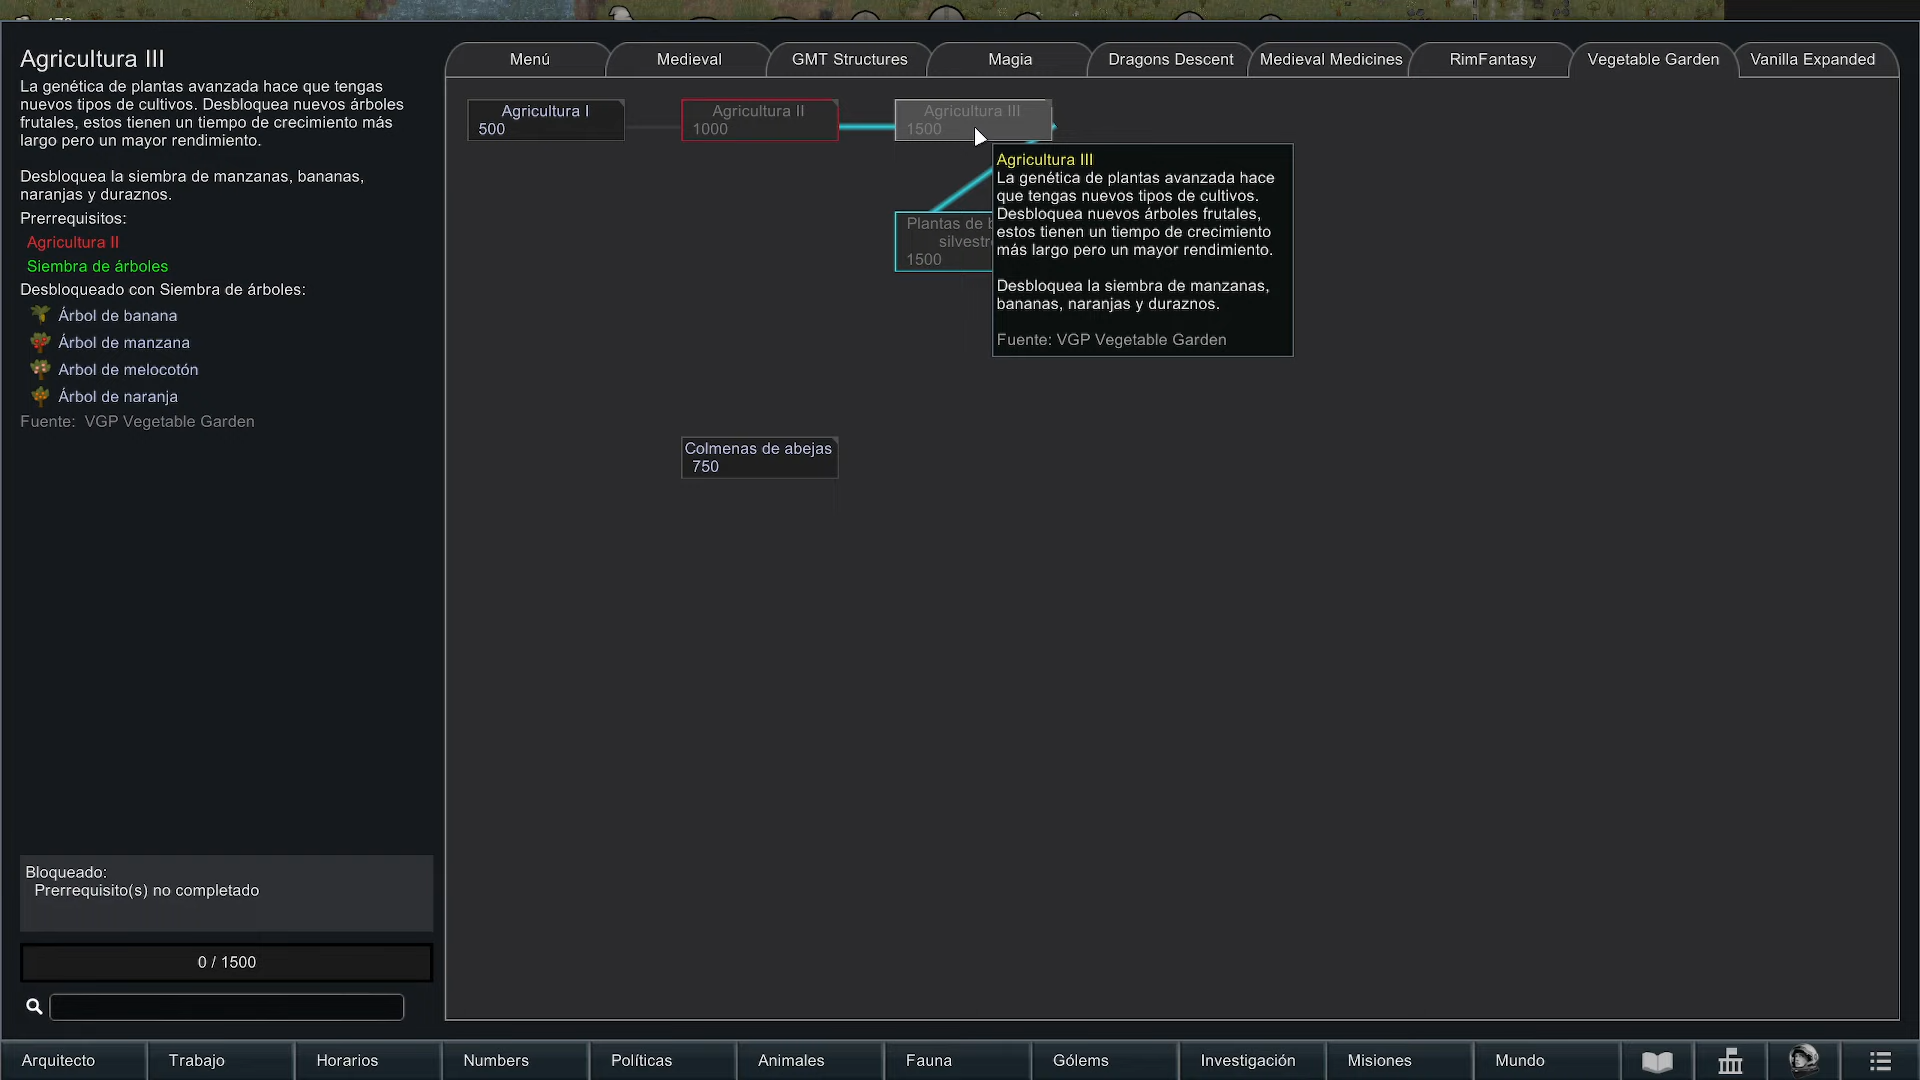 Agricultura III
La genética de plantas avanzada hace que tengas
nuevos tipos de cultivos. Desbloquea nuevos árboles
frutales, estos tienen un tiempo de crecimiento más
largo pero un mayor rendimiento.
Desbloquea la siembra de manzanas, bananas,
naranjas y duraznos.
Prerrequisitos:
Agricultura II
Siembra de árboles
Desbloqueado con Siembra de árboles:
Árbol de banana
Árbol de manzana
Arbol de melocotón
Árbol de naranja
Fuente: VGP Vegetable Garden
Bloqueado:
Prerrequisito(s) no completado
0 / 1500
Menú
Medieval
GMT Structures
Magia
Dragons Descent
Medieval Medicines
RimFantasy
Vegetable Garden
Vanilla Expanded
Agricultura I
500
Agricultura II
1000
Agricultura III
1500
Plantas de
1500
Agricultura III
La genética de plantas avanzada hace
que tengas nuevos tipos de cultivos.
Desbloquea nuevos árboles frutales,
estos tienen un tiempo de crecimiento
más largo pero un mayor rendimiento.
Desbloquea la siembra de manzanas,
bananas, naranjas y duraznos.
Fuente: VGP Vegetable Garden
Colmenas de abejas
750
Arquitecto
Trabajo
Horarios
Numbers
Políticas
Animales
Fauna
Gólems
Investigación
Misiones
Mundo